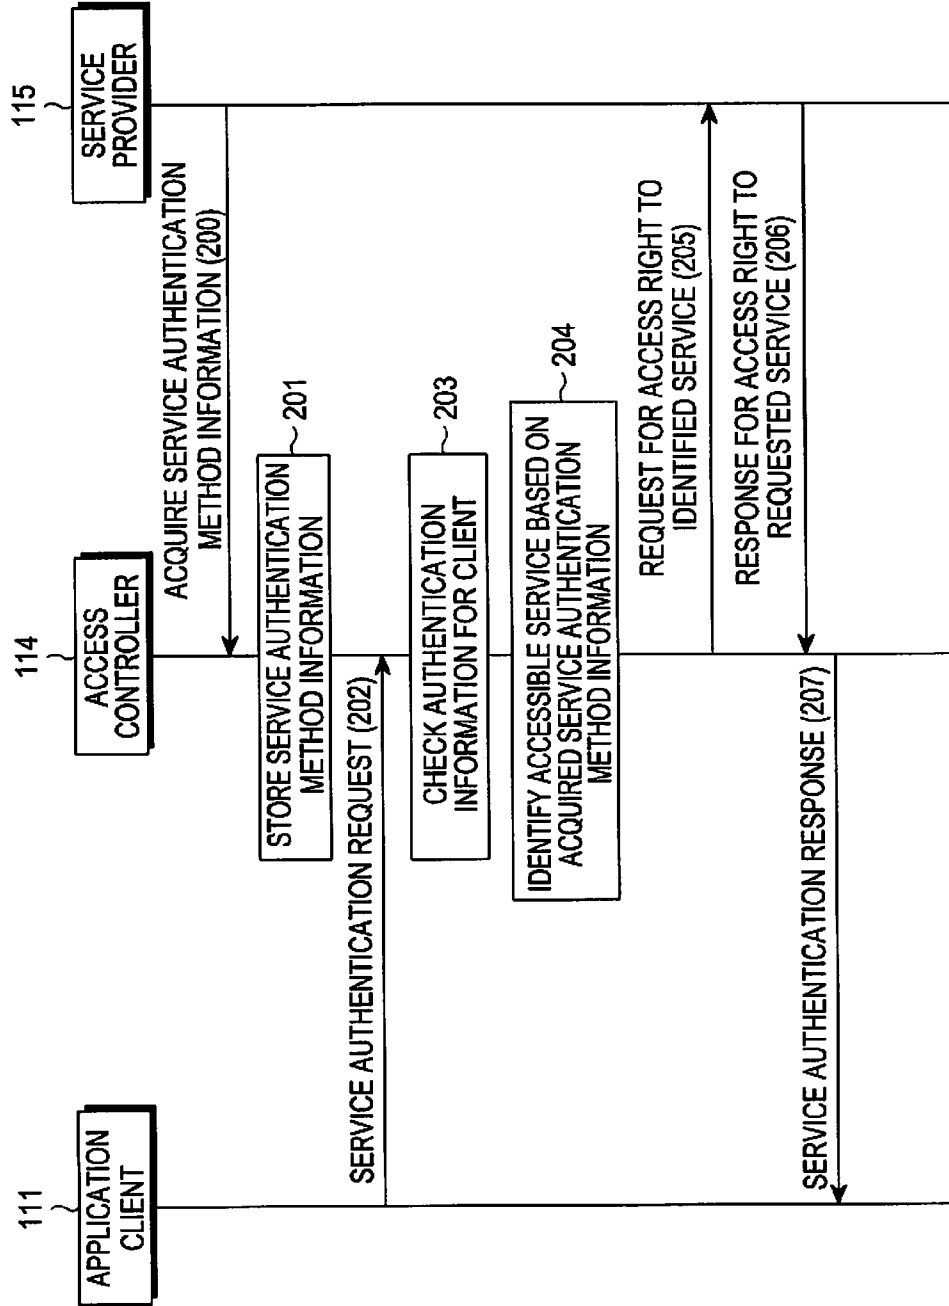 111
APPLICATION
CLIENT
114
ACCESS
CONTROLLER
115
SERVICE
PROVIDER
ACQUIRE SERVICE AUTHENTICATION
METHOD INFORMATION (200)
201
STORE SERVICE AUTHENTICATION
METHOD INFORMATION
SERVICE AUTHENTICATION REQUEST (202)
203
CHECK AUTHENTICATION
INFORMATION FOR CLIENT
204
IDENTIFY ACCESSIBLE SERVICE BASED ON
ACQUIRED SERVICE AUTHENTICATION
METHOD INFORMATION
REQUEST FOR ACCESS RIGHT TO
IDENTIFIED SERVICE (205)
RESPONSE FOR ACCESS RIGHT TO
REQUESTED SERVICE (206)
SERVICE AUTHENTICATION RESPONSE (207)